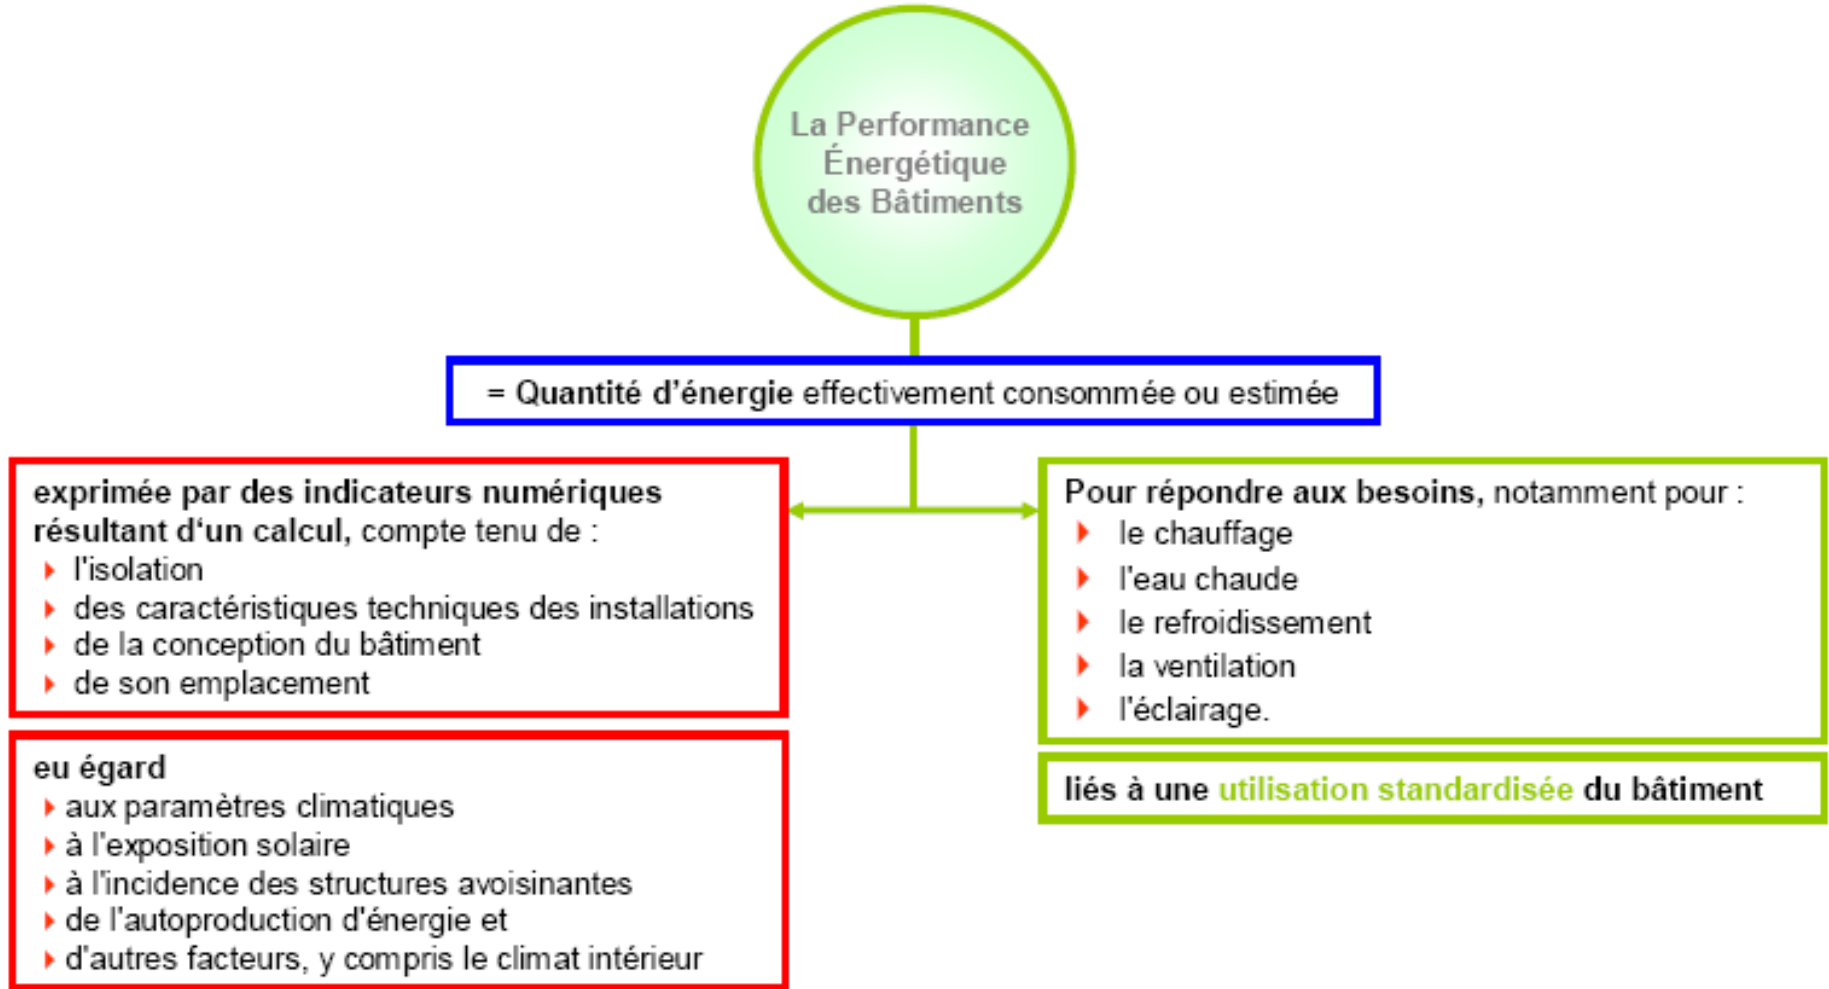 La Performance
Énergétique
des Bâtiments
= Quantité d'énergie effectivement consommée ou estimée
exprimée par des indicateurs numériques
résultant d‘un calcul, compte tenu de :
l'isolation
des caractéristiques techniques des installations
de la conception du bâtiment
de son emplacement
eu égard
aux paramètres climatiques
à l'exposition solaire
à l'incidence des structures avoisinantes
de l'autoproduction d'énergie et
d'autres facteurs, y compris le climat intérieur
Pour répondre aux besoins, notamment pour :
le chauffage
l'eau chaude
le refroidissement
la ventilation
l'éclairage.
liés à une utilisation standardisée du bâtiment